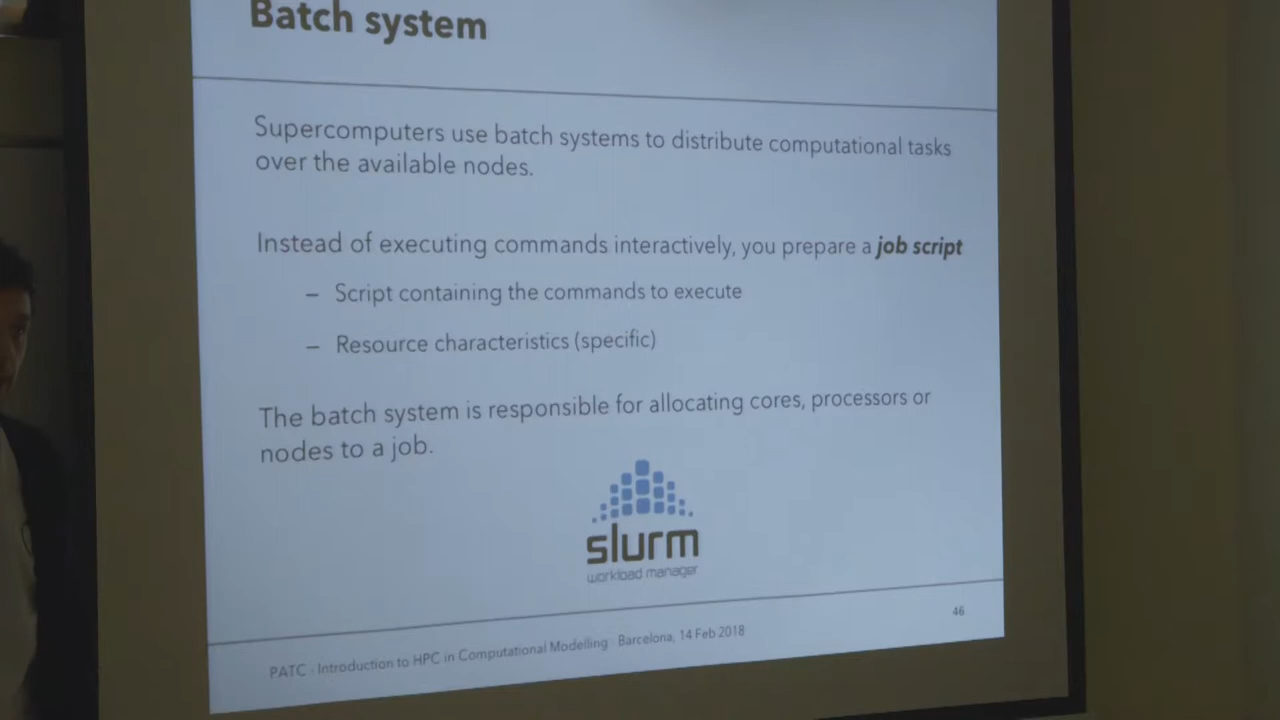 Batch system
Supercomputers use batch systems to distribute computational tasks
over the available nodes.
Instead of executing commands interactively, you prepare a job script
– Script containing the commands to execute
– Resource characteristics (specific)
The batch system is responsible for allocating cores, processors or
nodes to a job.
slurm
workload manager
46
PATC · Introduction to HPC in Computational Modelling · Barcelona, 14 Feb 2018